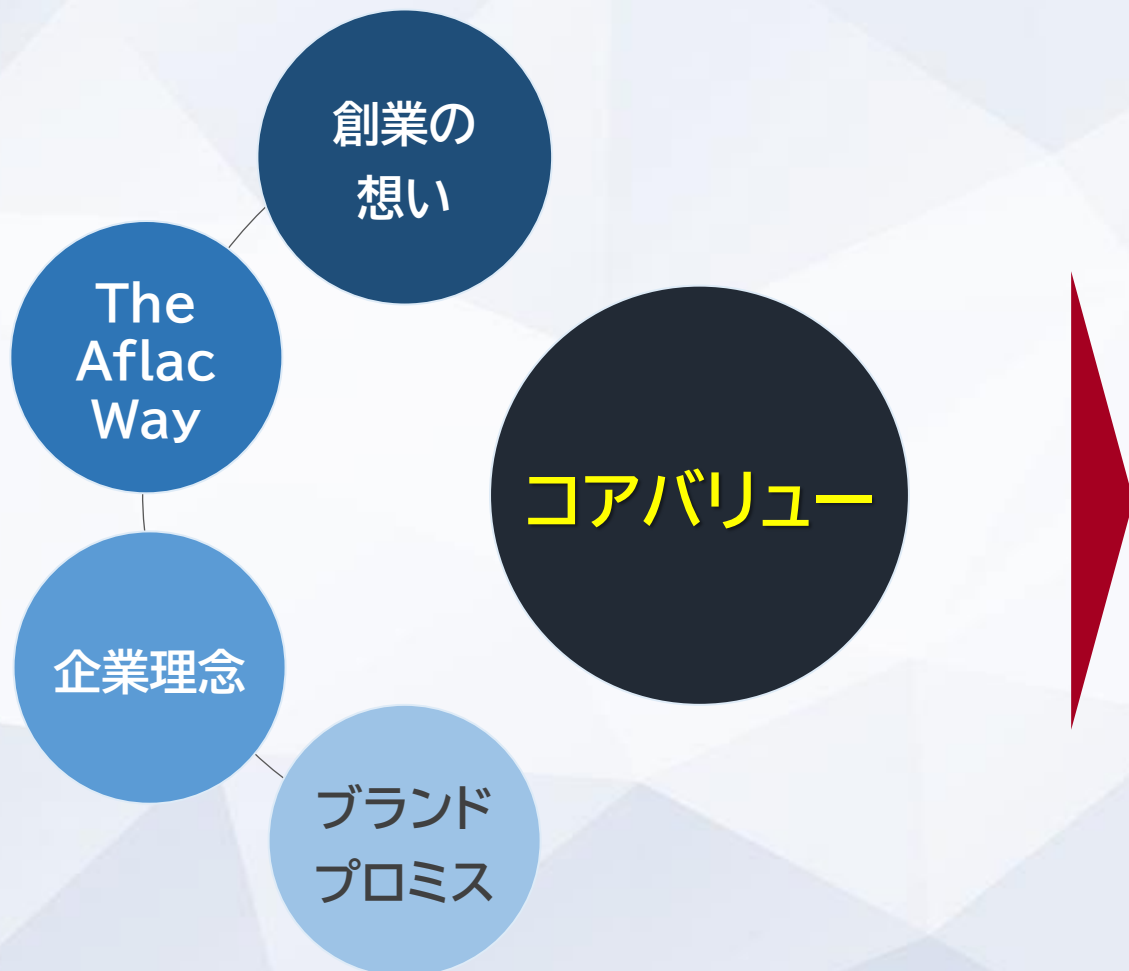 創業の
想い
The
Aflac
Way
企業理念
ブランド
プロミス
コアバリュー